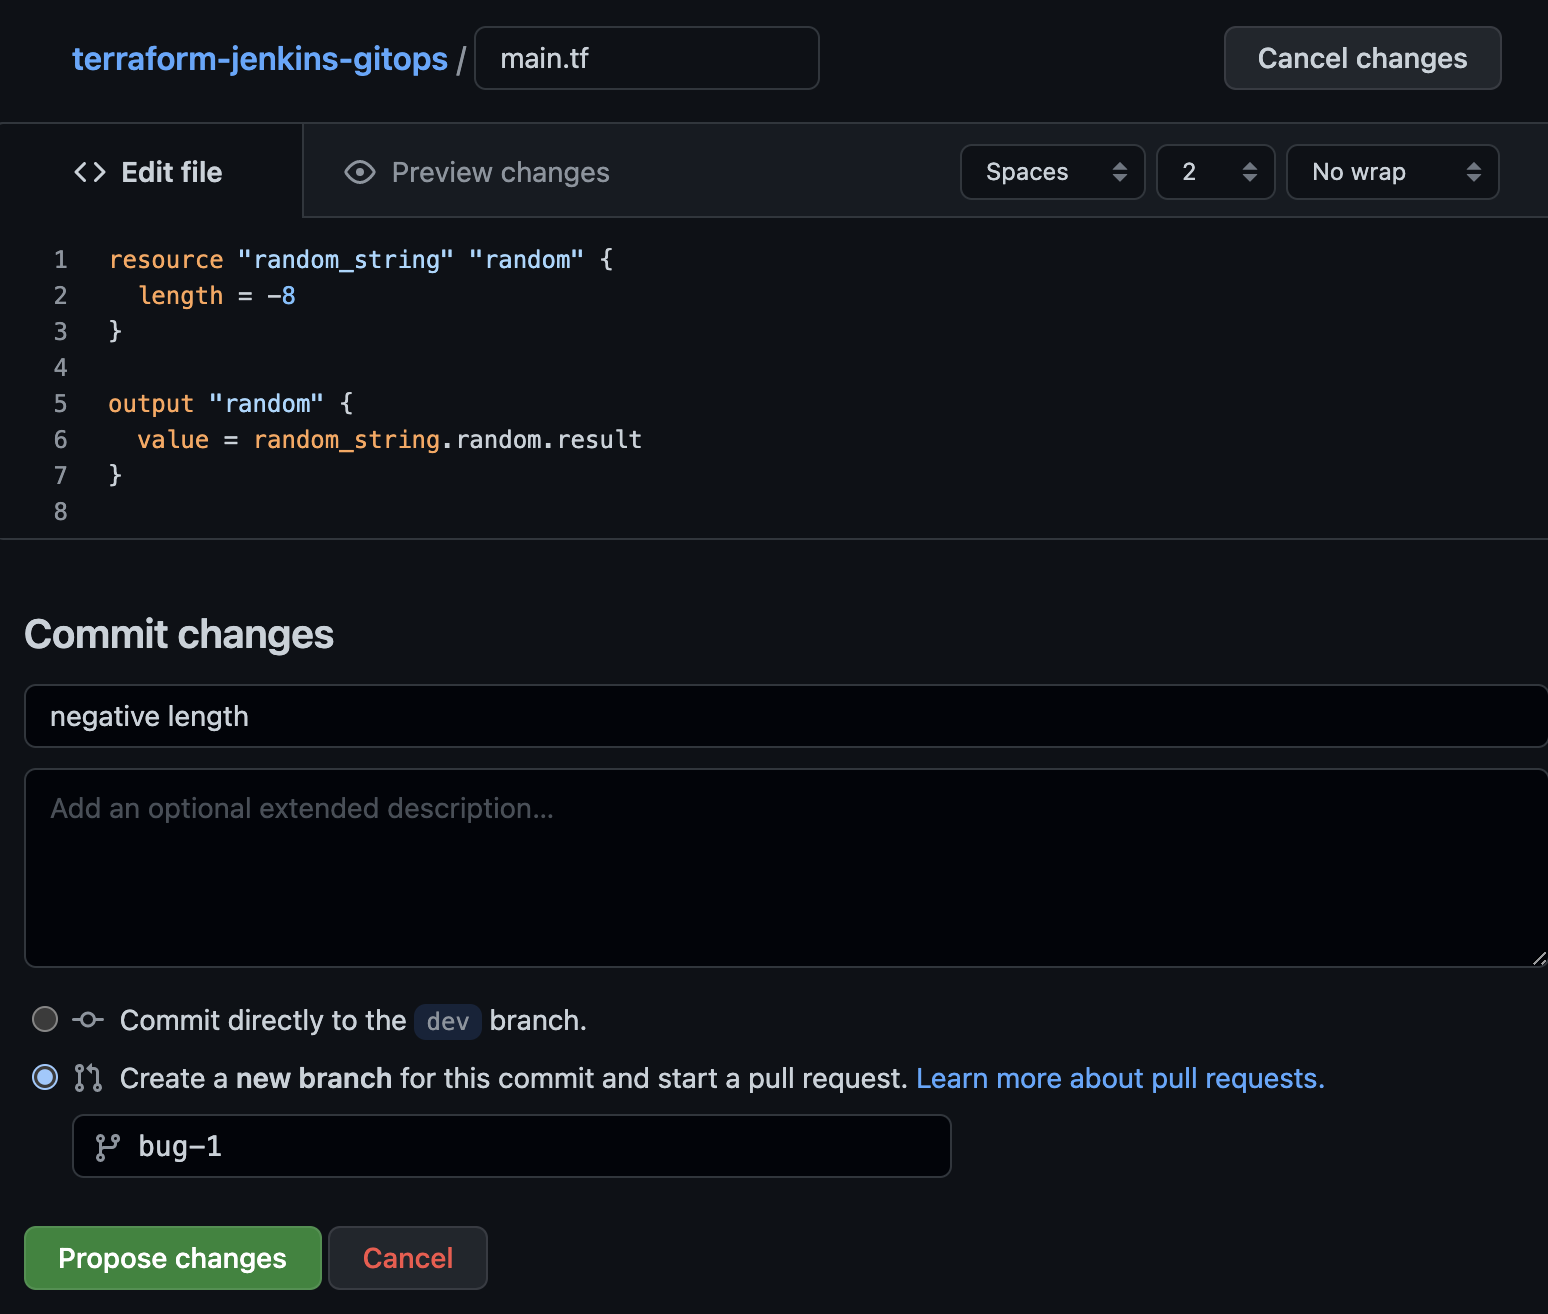 terraform-jenkins-gitops / main.tf Cancel changes
Edit file Preview changes Spaces 2 No wrap
1 resource "random_string" "random" {
2   length = -8
3 }
4
5 output "random" {
6   value = random_string.random.result
7 }
8
Commit changes
negative length
Add an optional extended description...
Commit directly to the dev branch.
Create a new branch for this commit and start a pull request. Learn more about pull requests.
bug-1
Propose changes Cancel